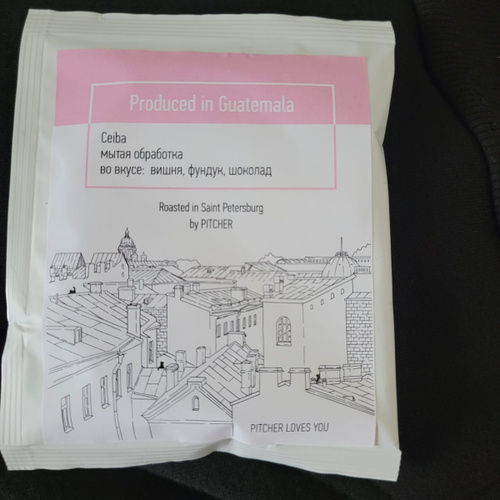 Produced in Guatemala
Ceiba
мытая обработка
во вкусе: вишня, фундук, шоколад
Roasted in Saint Petersburg
by PITCHER
PITCHER LOVES YOU